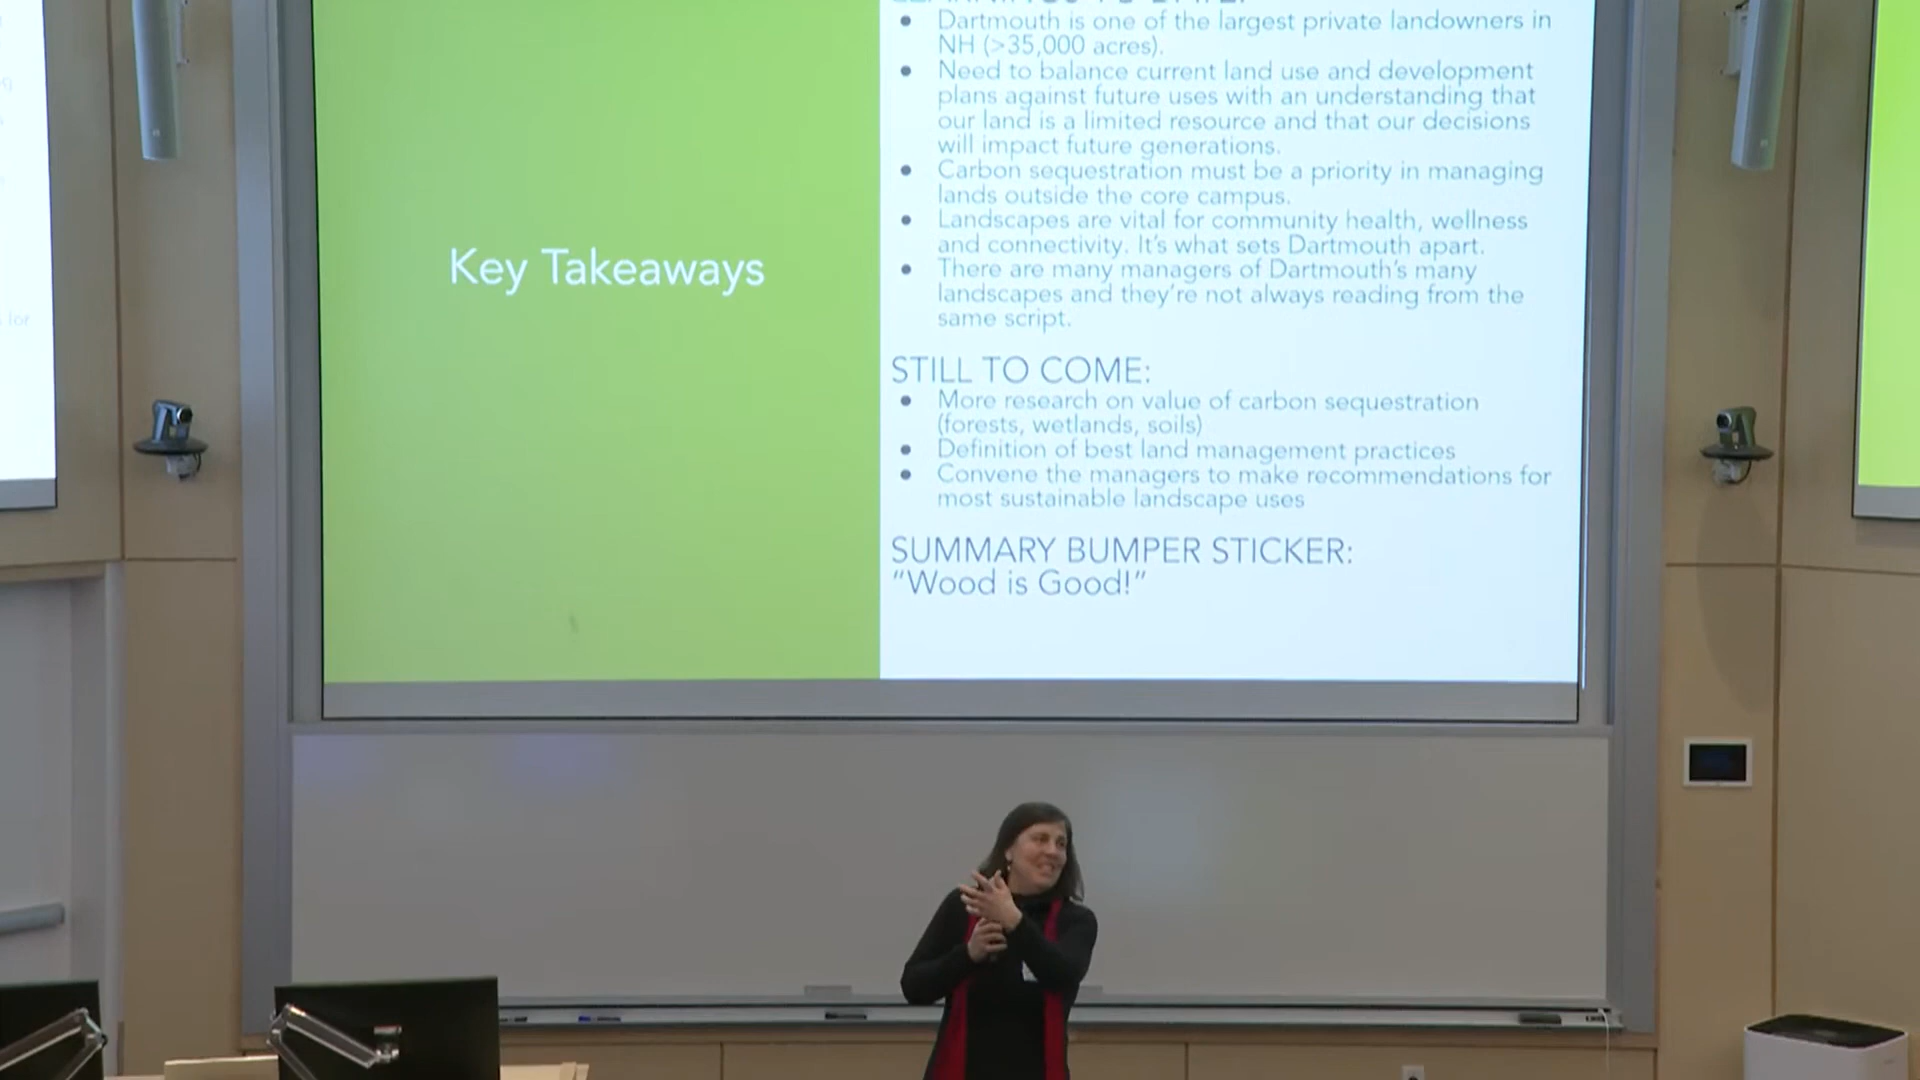 Key Takeaways
LEARNINGS TO DATE:
• Dartmouth is one of the largest private landowners in
NH (>35,000 acres).
• Need to balance current land use and development
plans against future uses with an understanding that
our land is a limited resource and that our decisions
will impact future generations.
• Carbon sequestration must be a priority in managing
lands outside the core campus.
• Landscapes are vital for community health, wellness
and connectivity. It's what sets Dartmouth apart.
• There are many managers of Dartmouth's many
landscapes and they're not always reading from the
same script.
STILL TO COME:
• More research on value of carbon sequestration
(forests, wetlands, soils)
• Definition of best land management practices
• Convene the managers to make recommendations for
most sustainable landscape uses
SUMMARY BUMPER STICKER:
"Wood is Good!"
for